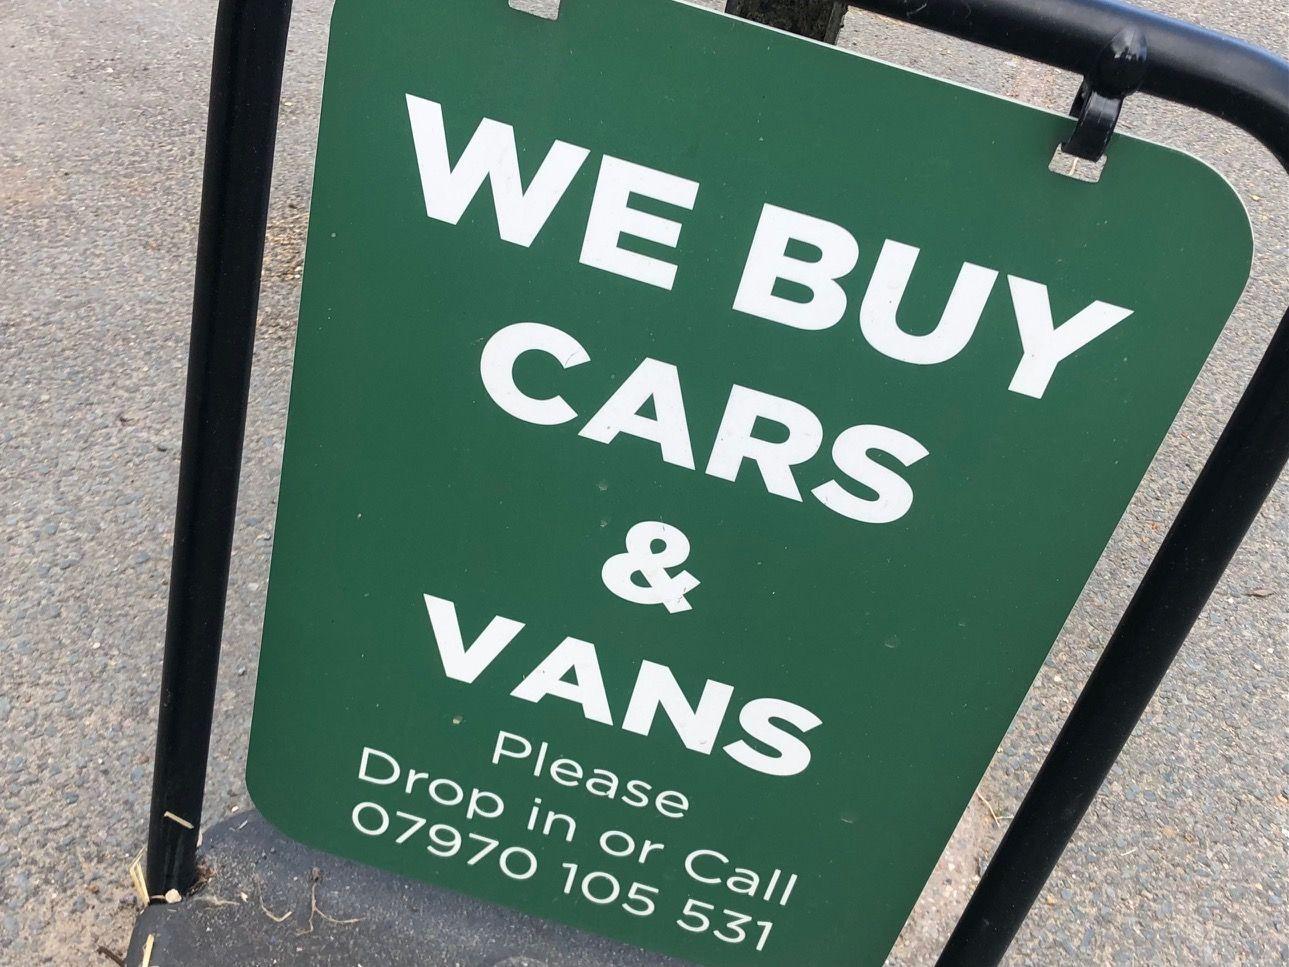 WE BUY
CARS
&
VANS
Please
Drop in or Call
07970 105 531